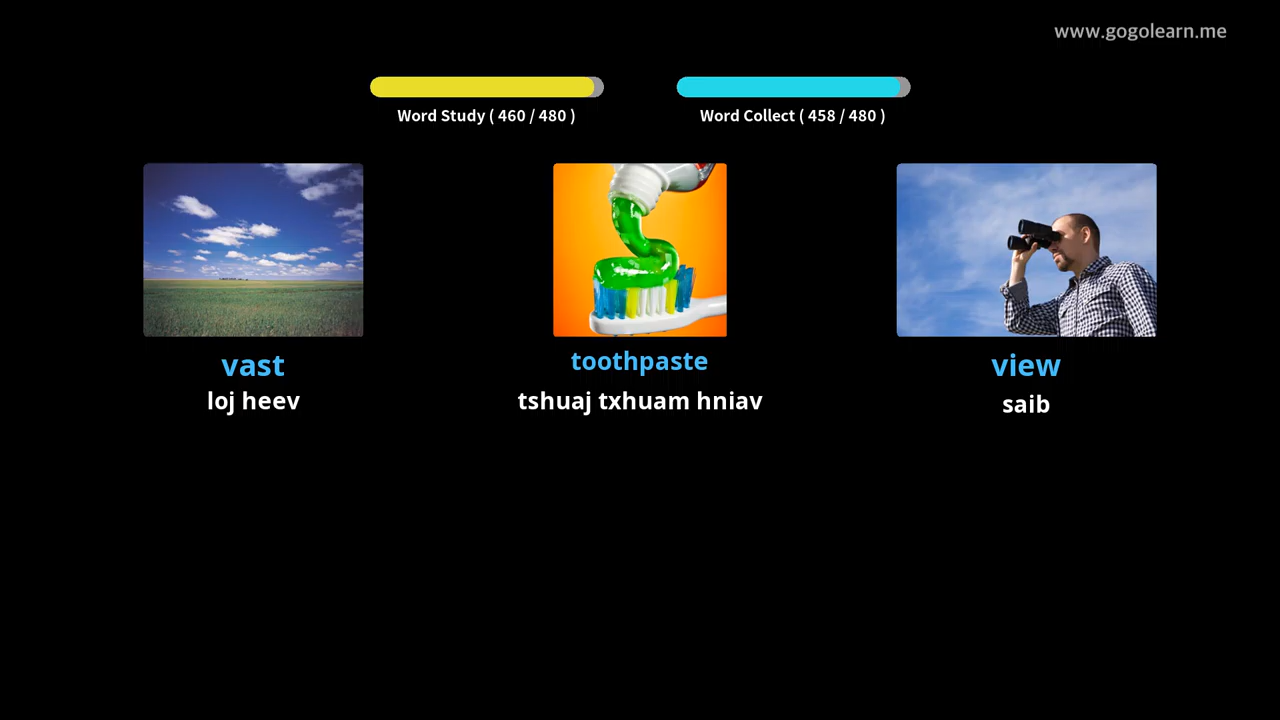 www.gogolearn.me
Word Study ( 460 / 480 )
Word Collect ( 458 / 480 )
vast
loj heev
toothpaste
tshuaj txhuam hniav
view
saib